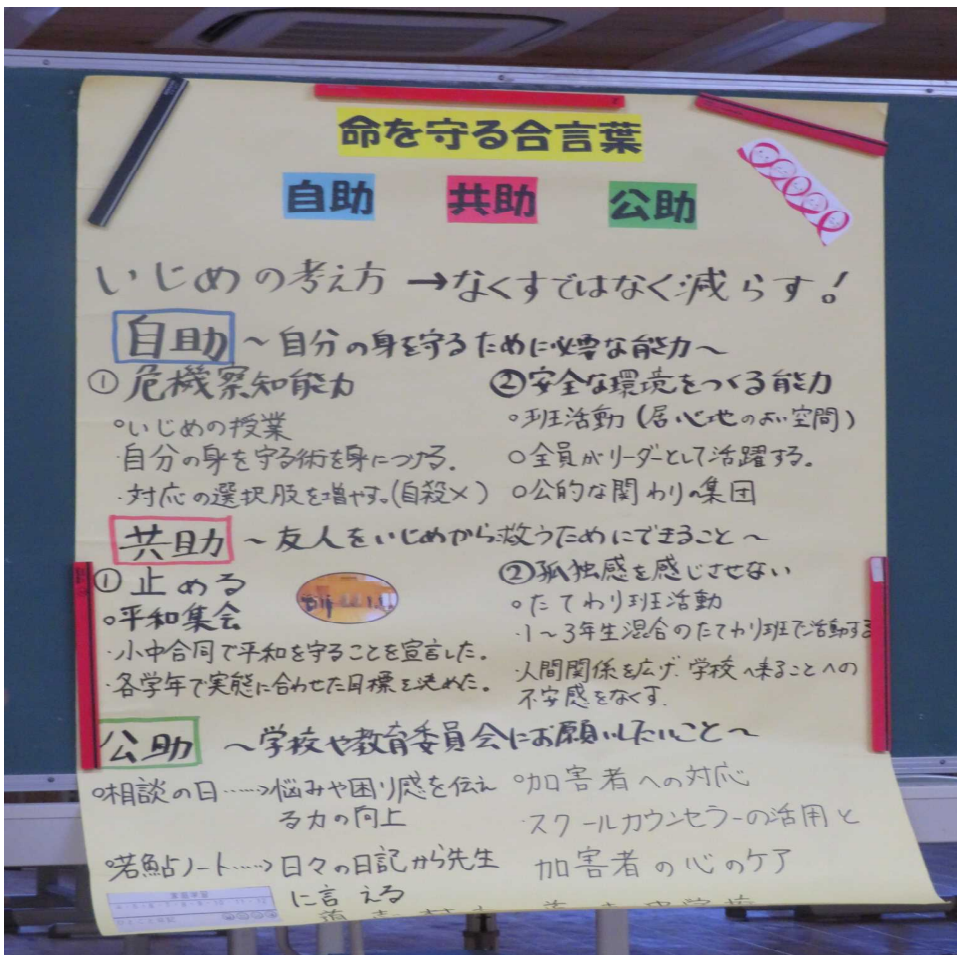 命を守る合言葉
自助 共助 公助
いじめの考え方 →なくすではなく減らす!
自助 ~自分の身を守るために必要な能力~
①危機察知能力
。いじめの授業
・自分の身を守る術を身につける.
・対応の選択肢を増やす。(自殺×)
②安全な環境をつくる能力
。班活動(居心地のよい空間)
○全員がリーダーとして活躍する.
○公的な関わりの集団
共助 ~友人をいじめから救うためにできること~
①止める
。平和集会
・小中合同で平和を守ることを宣言した.
・各学年で実態に合わせた目標を決めた.
②孤独感を感じさせない
。たてわり班活動
・1~3年生混合のたてわり班で活動する
・人間関係を広げ.学校へ来ることへの
不安感をなくす.
公助 ~学校や教育委員会にお願いしたいこと~
。相談の日……>悩みや困り感を伝え
る力の向上
。若鮎ノート……>日々の日記から先生
に言える
。加害者への対応
・スクールカウンセラーの活用と
加害者の心のケア